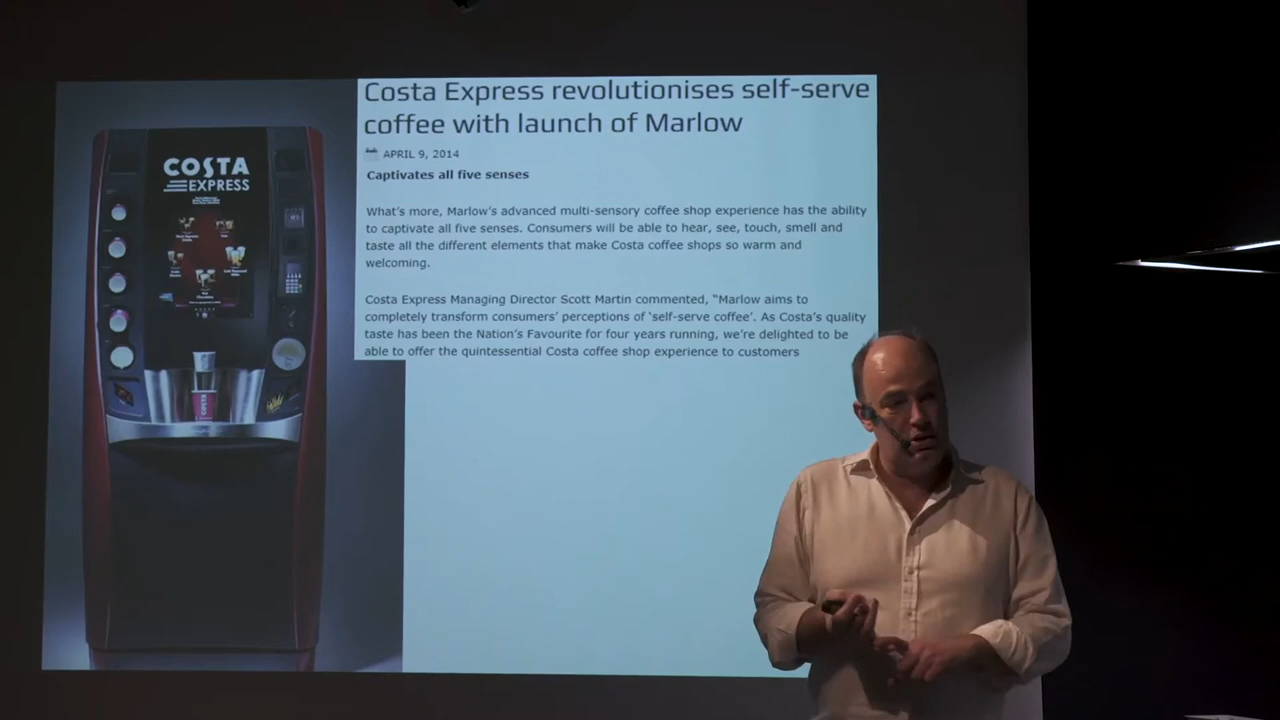 COSTA
EXPRESS
Costa Express revolutionises self-serve
coffee with launch of Marlow
APRIL 9, 2014
Captivates all five senses
What's more, Marlow's advanced multi-sensory coffee shop experience has the ability
to captivate all five senses. Consumers will be able to hear, see, touch, smell and
taste all the different elements that make Costa coffee shops so warm and
welcoming.
Costa Express Managing Director Scott Martin commented, “Marlow aims to
completely transform consumers' perceptions of ‘self-serve coffee’. As Costa's quality
taste has been the Nation's Favourite for four years running, we're delighted to be
able to offer the quintessential Costa coffee shop experience to customers
COSTA